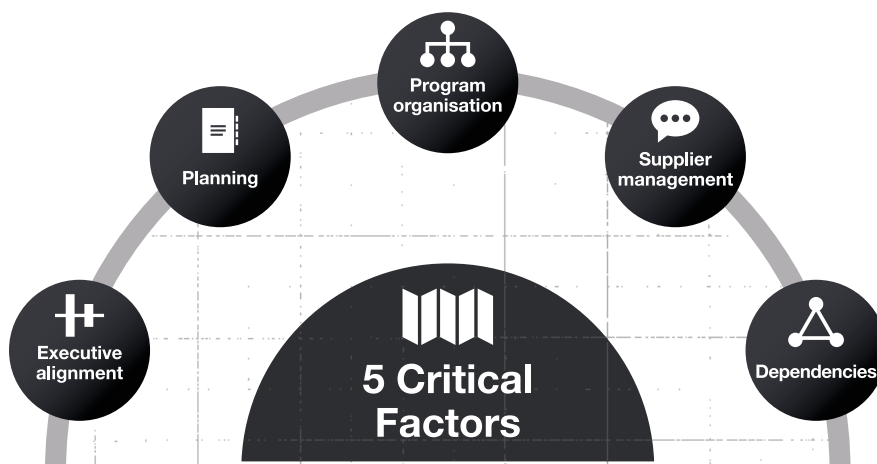 Program
organisation
Planning
Supplier
management
Executive
alignment
Dependencies
5 Critical
Factors